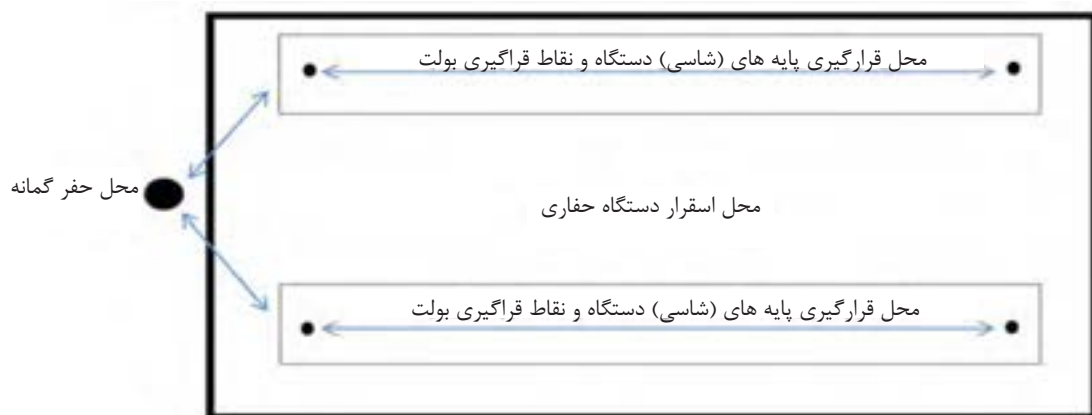 محل قرارگیری پایه های (شاسی) دستگاه و نقاط قراگیری بولت
محل حفر گمانه
محل اسقرار دستگاه حفاری
محل قرارگیری پایه های (شاسی) دستگاه و نقاط قراگیری بولت